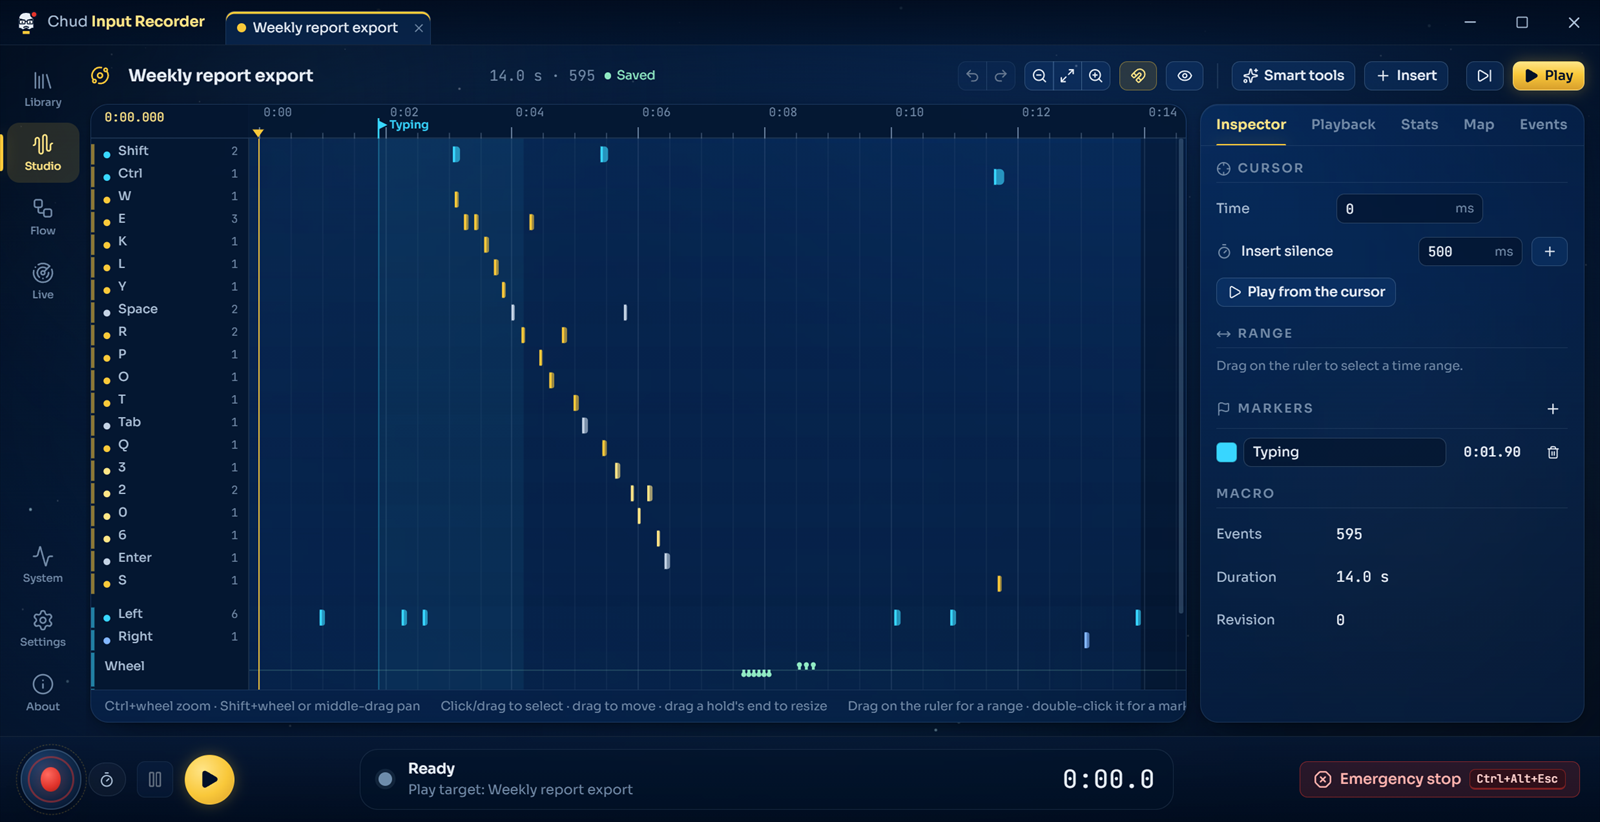 Chud Input Recorder
Weekly report export
Weekly report export
14.0 s · 595 Saved
Smart tools
Insert
Play
Library
Studio
Flow
Live
System
Settings
About
0:00.000
0:00 0:02 0:04 0:06 0:08 0:10 0:12 0:14
Typing
Shift 2
Ctrl 1
W 1
E 3
K 1
L 1
Y 1
Space 2
R 2
P 1
O 1
T 1
Tab 1
Q 1
3 1
2 2
0 1
6 1
Enter 1
S 1
Left 6
Right 1
Wheel
Ctrl+wheel zoom · Shift+wheel or middle-drag pan Click/drag to select · drag to move · drag a hold's end to resize Drag on the ruler for a range · double-click it for a mark
Inspector Playback Stats Map Events
CURSOR
Time 0 ms
Insert silence 500 ms
Play from the cursor
RANGE
Drag on the ruler to select a time range.
MARKERS
Typing 0:01.90
MACRO
Events 595
Duration 14.0 s
Revision 0
Ready
Play target: Weekly report export
0:00.0
Emergency stop Ctrl+Alt+Esc